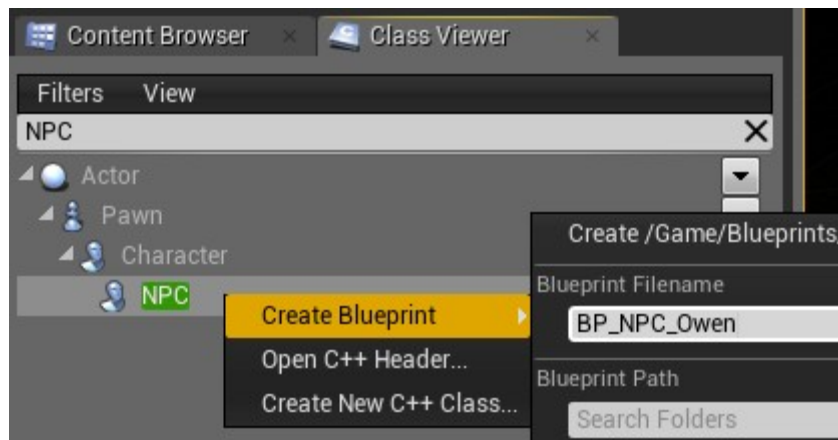 Content Browser
Class Viewer
Filters View
NPC
Actor
Pawn
Character
NPC
Create Blueprint
Open C++ Header...
Create New C++ Class...
Create /Game/Blueprints
Blueprint Filename
BP_NPC_Owen
Blueprint Path
Search Folders